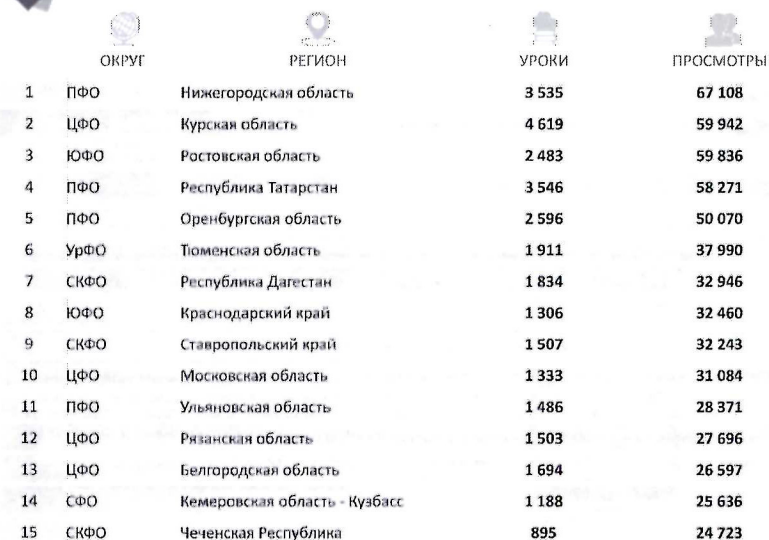 ОКРУГ РЕГИОН УРОКИ ПРОСМОТРЫ
1 ПФО Нижегородская область 3 535 67 108
2 ЦФО Курская область 4 619 59 942
3 ЮФО Ростовская область 2 483 59 836
4 ПФО Республика Татарстан 3 546 58 271
5 ПФО Оренбургская область 2 596 50 070
6 УрФО Тюменская область 1 911 37 990
7 СКФО Республика Дагестан 1 834 32 946
8 ЮФО Краснодарский край 1 306 32 460
9 СКФО Ставропольский край 1 507 32 243
10 ЦФО Московская область 1 333 31 084
11 ПФО Ульяновская область 1 486 28 371
12 ЦФО Рязанская область 1 503 27 696
13 ЦФО Белгородская область 1 694 26 597
14 СФО Кемеровская область - Кузбасс 1 188 25 636
15 СКФО Чеченская Республика 895 24 723